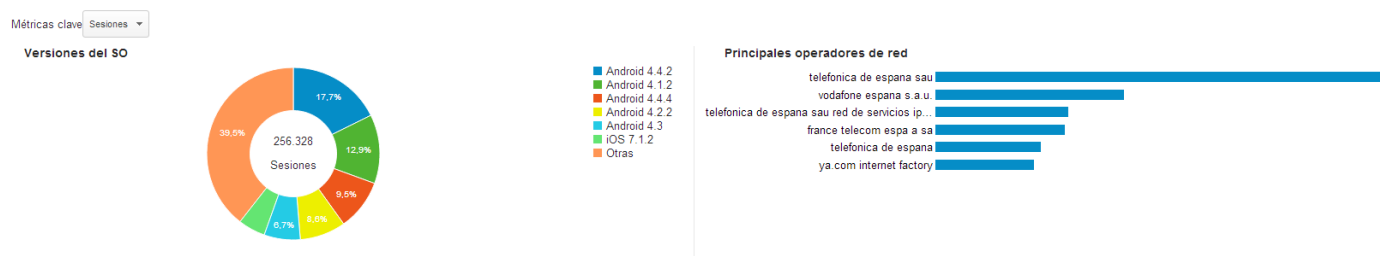 Métricas clave Sesiones
Versiones del SO
17,7%
12,9%
9,5%
8,6%
6,7%
39,5%
256.328
Sesiones
Android 4.4.2
Android 4.1.2
Android 4.4.4
Android 4.2.2
Android 4.3
iOS 7.1.2
Otras
Principales operadores de red
telefonica de espana sau
vodafone espana s.a.u.
telefonica de espana sau red de servicios ip...
france telecom espa a sa
telefonica de espana
ya.com internet factory